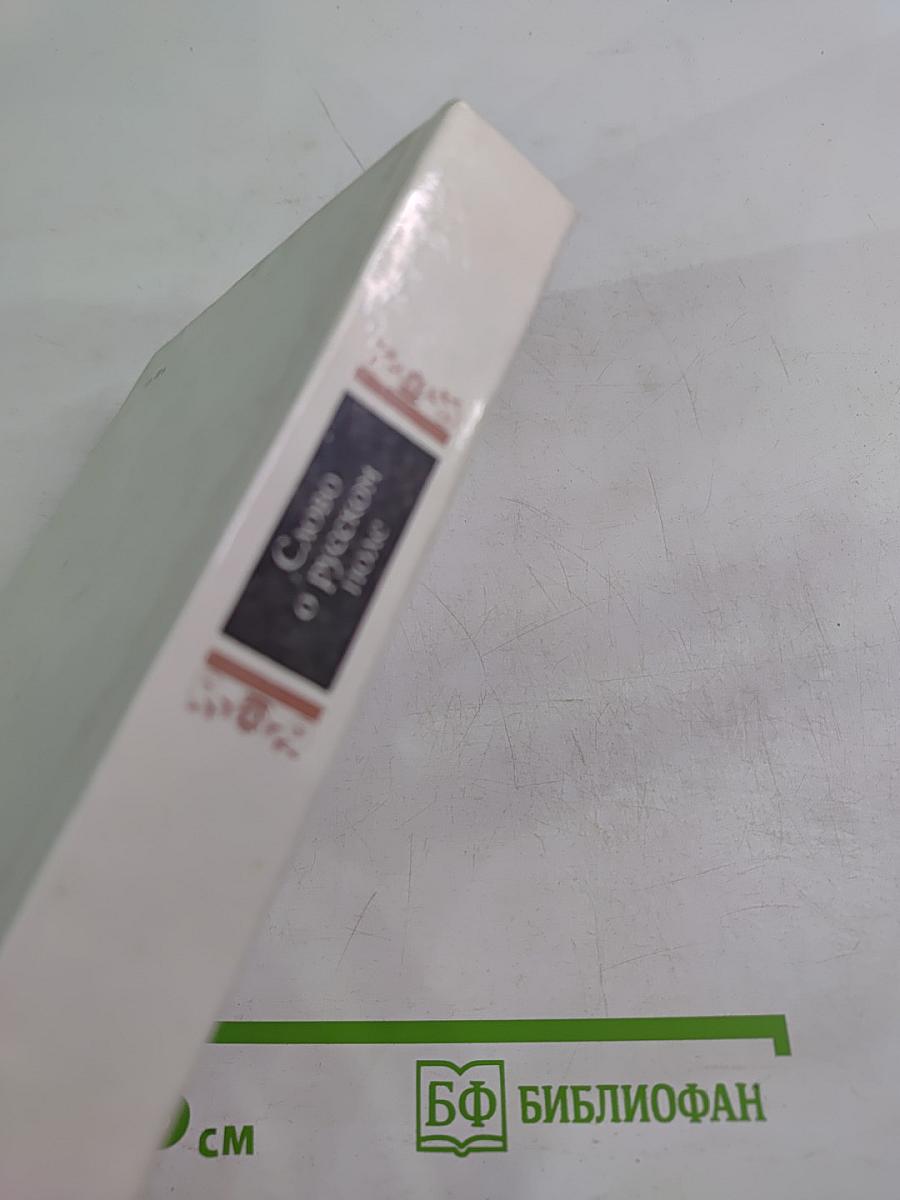 Слово
о русском
поле
см
БФ БИБЛИОФАН